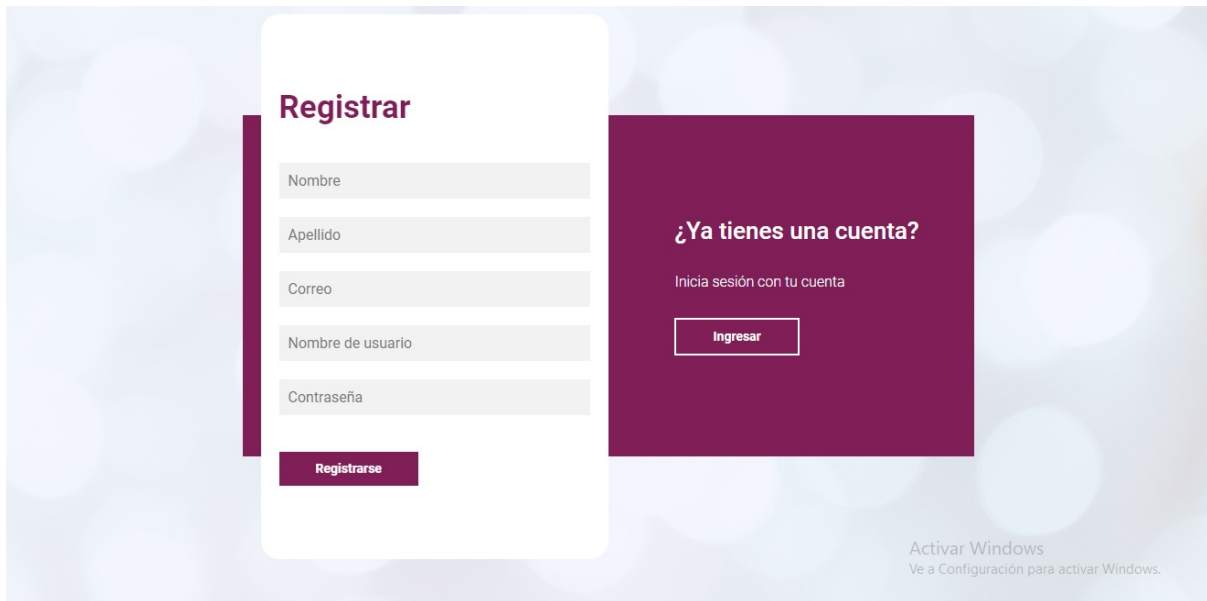 Registrar
Nombre
Apellido
Correo
Nombre de usuario
Contraseña
Registrarse
¿Ya tienes una cuenta?
Inicia sesión con tu cuenta
Ingresar
Activar Windows
Ve a Configuración para activar Windows.